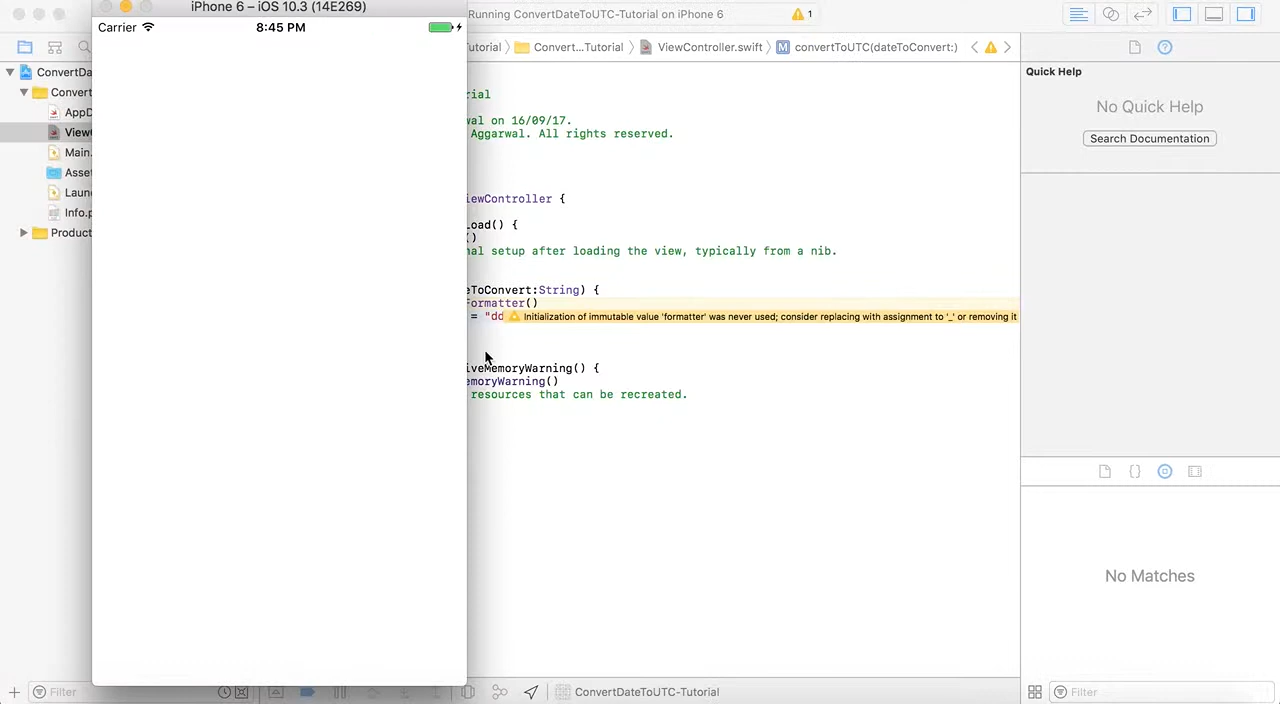 iPhone 6 – iOS 10.3 (14E269)
Running ConvertDateToUTC-Tutorial on iPhone 6
1
Carrier
8:45 PM
utorial
Convert...Tutorial
ViewController.swift
M
convertToUTC(dateToConvert:)
ConvertDa
Convert
AppD
View
Main.
Asset
Laun
Info.p
Product
rial
wal on 16/09/17.
Aggarwal. All rights reserved.
iewController {
Load() {
()
nal setup after loading the view, typically from a nib.
eToConvert:String) {
Formatter()
= "dd
Initialization of immutable value 'formatter' was never used; consider replacing with assignment to '_' or removing it
iveMemoryWarning() {
emoryWarning()
resources that can be recreated.
Quick Help
No Quick Help
Search Documentation
{}
No Matches
Filter
ConvertDateToUTC-Tutorial
Filter